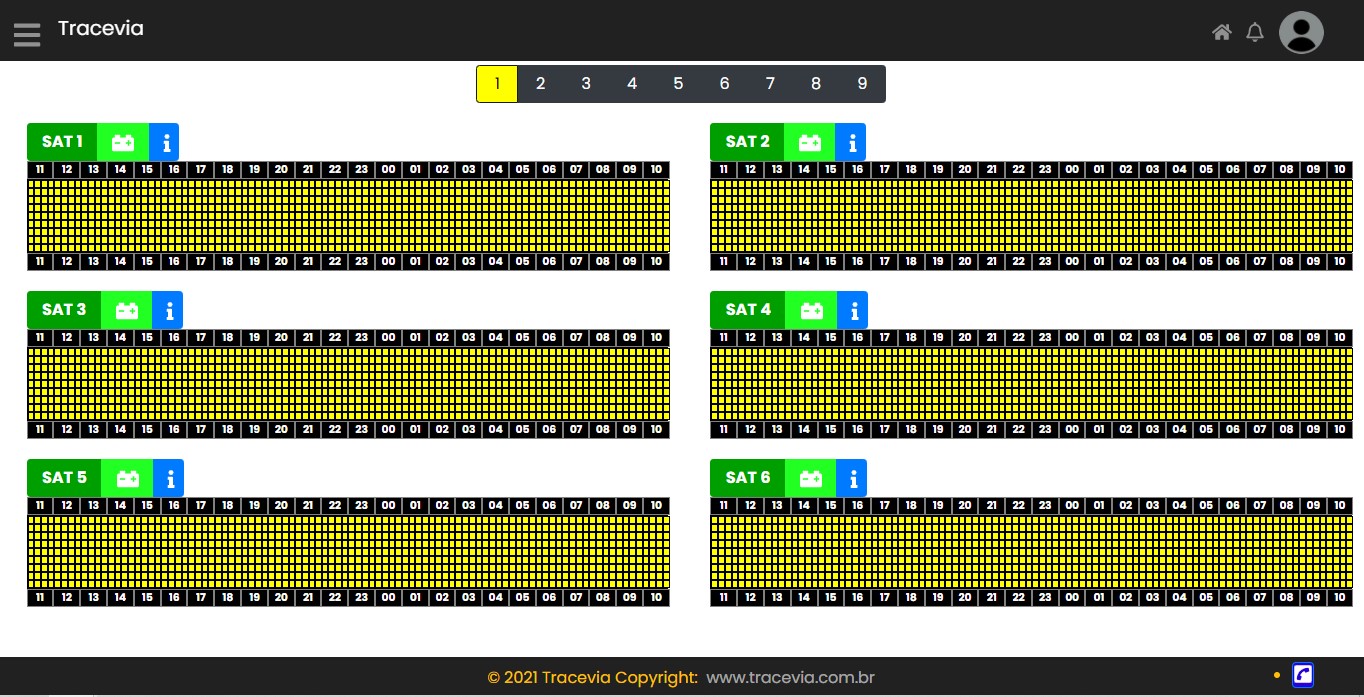 Tracevia
1 2 3 4 5 6 7 8 9
SAT 1
11 12 13 14 15 16 17 18 19 20 21 22 23 00 01 02 03 04 05 06 07 08 09 10
11 12 13 14 15 16 17 18 19 20 21 22 23 00 01 02 03 04 05 06 07 08 09 10
SAT 2
11 12 13 14 15 16 17 18 19 20 21 22 23 00 01 02 03 04 05 06 07 08 09 10
11 12 13 14 15 16 17 18 19 20 21 22 23 00 01 02 03 04 05 06 07 08 09 10
SAT 3
11 12 13 14 15 16 17 18 19 20 21 22 23 00 01 02 03 04 05 06 07 08 09 10
11 12 13 14 15 16 17 18 19 20 21 22 23 00 01 02 03 04 05 06 07 08 09 10
SAT 4
11 12 13 14 15 16 17 18 19 20 21 22 23 00 01 02 03 04 05 06 07 08 09 10
11 12 13 14 15 16 17 18 19 20 21 22 23 00 01 02 03 04 05 06 07 08 09 10
SAT 5
11 12 13 14 15 16 17 18 19 20 21 22 23 00 01 02 03 04 05 06 07 08 09 10
11 12 13 14 15 16 17 18 19 20 21 22 23 00 01 02 03 04 05 06 07 08 09 10
SAT 6
11 12 13 14 15 16 17 18 19 20 21 22 23 00 01 02 03 04 05 06 07 08 09 10
11 12 13 14 15 16 17 18 19 20 21 22 23 00 01 02 03 04 05 06 07 08 09 10
© 2021 Tracevia Copyright: www.tracevia.com.br